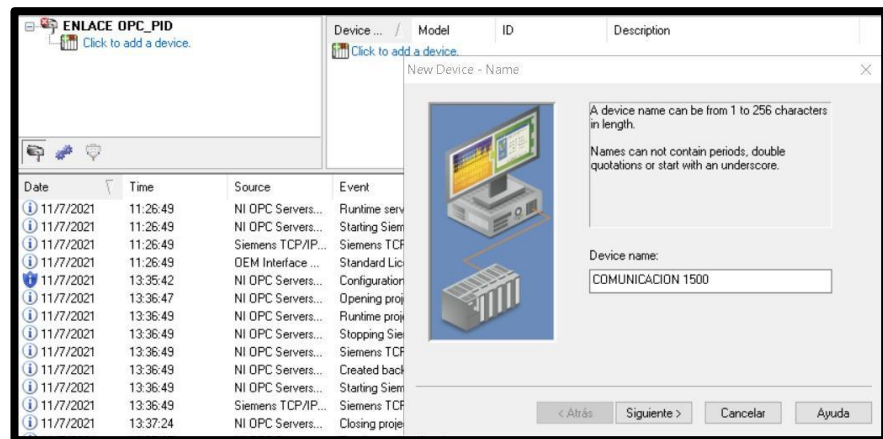 ENLACE OPC_PID
Click to add a device.
Device ... / Model ID Description
Click to add a device.
New Device - Name
A device name can be from 1 to 256 characters
in length.
Names can not contain periods, double
quotations or start with an underscore.
Device name:
COMUNICACION 1500
< Atrás Siguiente > Cancelar Ayuda
Date Time Source Event
11/7/2021 11:26:49 NI OPC Servers... Runtime serv
11/7/2021 11:26:49 NI OPC Servers... Starting Siem
11/7/2021 11:26:49 Siemens TCP/IP... Siemens TCF
11/7/2021 11:26:49 OEM Interface ... Standard Lic
11/7/2021 13:35:42 NI OPC Servers... Configuration
11/7/2021 13:36:47 NI OPC Servers... Opening proj
11/7/2021 13:36:49 NI OPC Servers... Runtime proj
11/7/2021 13:36:49 NI OPC Servers... Stopping Sie
11/7/2021 13:36:49 NI OPC Servers... Siemens TCF
11/7/2021 13:36:49 NI OPC Servers... Created back
11/7/2021 13:36:49 NI OPC Servers... Starting Siem
11/7/2021 13:36:49 Siemens TCP/IP... Siemens TCF
11/7/2021 13:37:24 NI OPC Servers... Closing proje